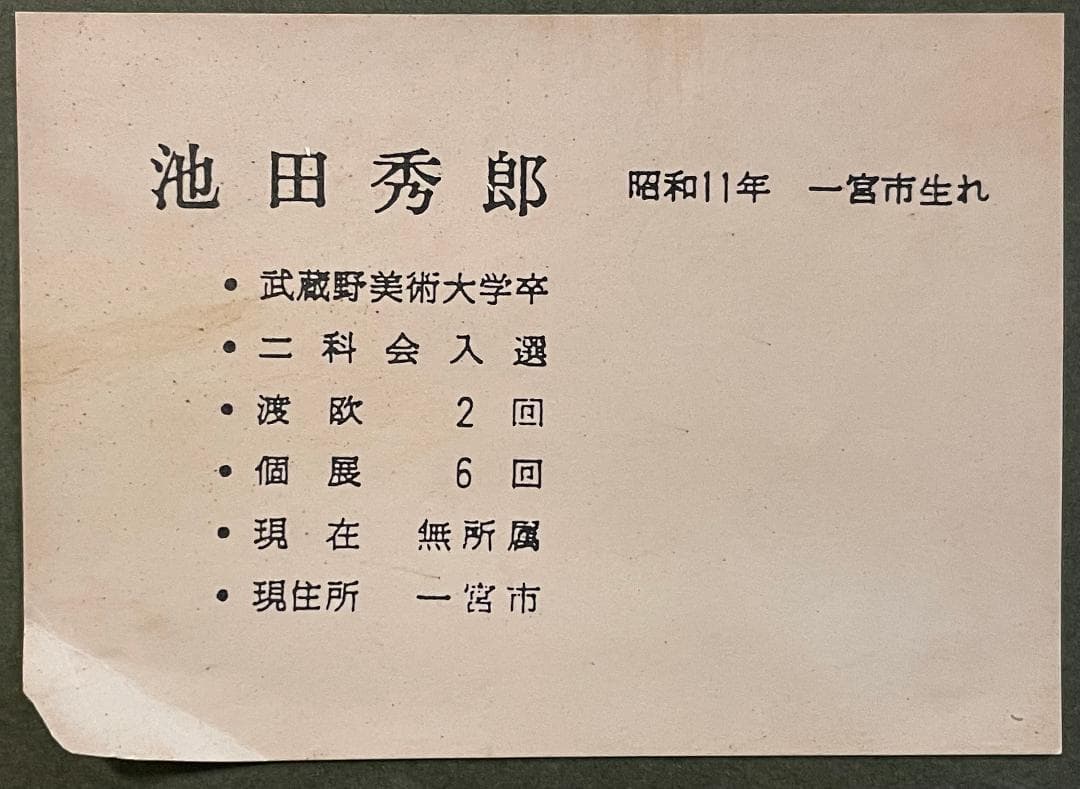 池田秀郎 昭和11年 一宮市生れ
• 武蔵野美術大学卒
• 二科会入選
• 渡欧 2回
• 個展 6回
• 現在 無所属
• 現住所 一宮市